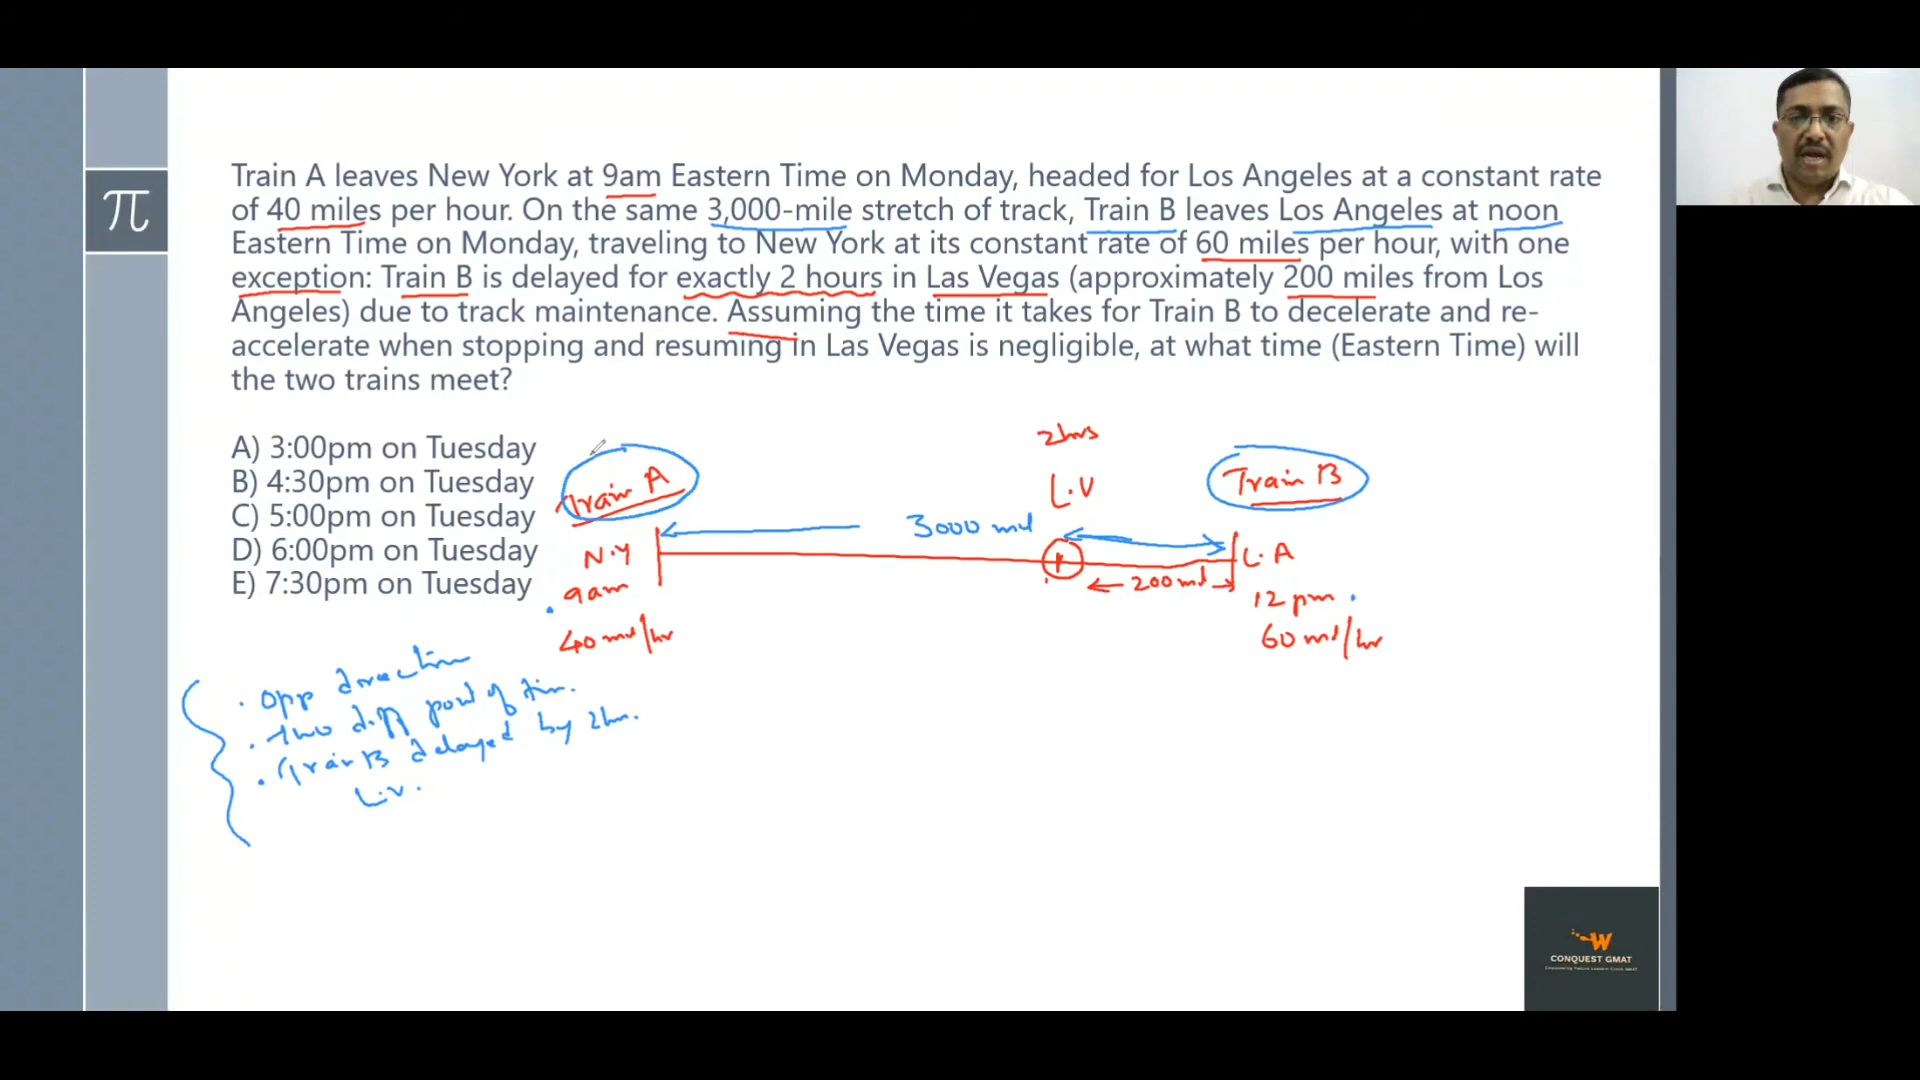 π
Train A leaves New York at 9am Eastern Time on Monday, headed for Los Angeles at a constant rate
of 40 miles per hour. On the same 3,000-mile stretch of track, Train B leaves Los Angeles at noon
Eastern Time on Monday, traveling to New York at its constant rate of 60 miles per hour, with one
exception: Train B is delayed for exactly 2 hours in Las Vegas (approximately 200 miles from Los
Angeles) due to track maintenance. Assuming the time it takes for Train B to decelerate and re-
accelerate when stopping and resuming in Las Vegas is negligible, at what time (Eastern Time) will
the two trains meet?
A) 3:00pm on Tuesday
B) 4:30pm on Tuesday
C) 5:00pm on Tuesday
D) 6:00pm on Tuesday
E) 7:30pm on Tuesday
2hrs
Train A
L.V
Train B
3000 mil
N.Y
L.A
9am
200ml
12 pm
40 ml/hr
60 ml/hr
. opp direction
. two diff point of tim.
. Train B delayed by 2hr.
L.V.
W
CONQUEST GMAT